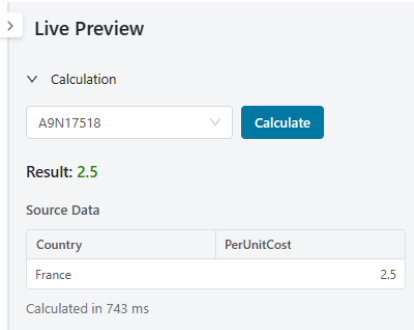 Live Preview
Calculation
A9N17518
Calculate
Result: 2.5
Source Data
Country PerUnitCost
France 2.5
Calculated in 743 ms